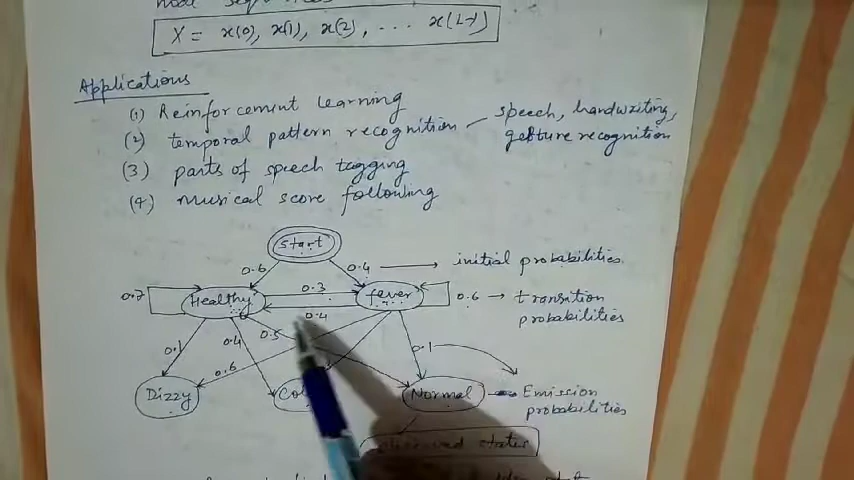 X = x(0), x(1), x(2), ... x(L-1)
Applications
(1) Reinforcement learning
(2) temporal pattern recognition — speech, handwriting,
gesture recognition
(3) parts of speech tagging
(4) musical score following
Start
0.6 0.4 → initial probabilities
0.7 Healthy 0.3 fever 0.6 → transition
0.4 probabilities
0.1 0.4 0.5 0.6 0.1
Dizzy Normal Emission
probabilities
states